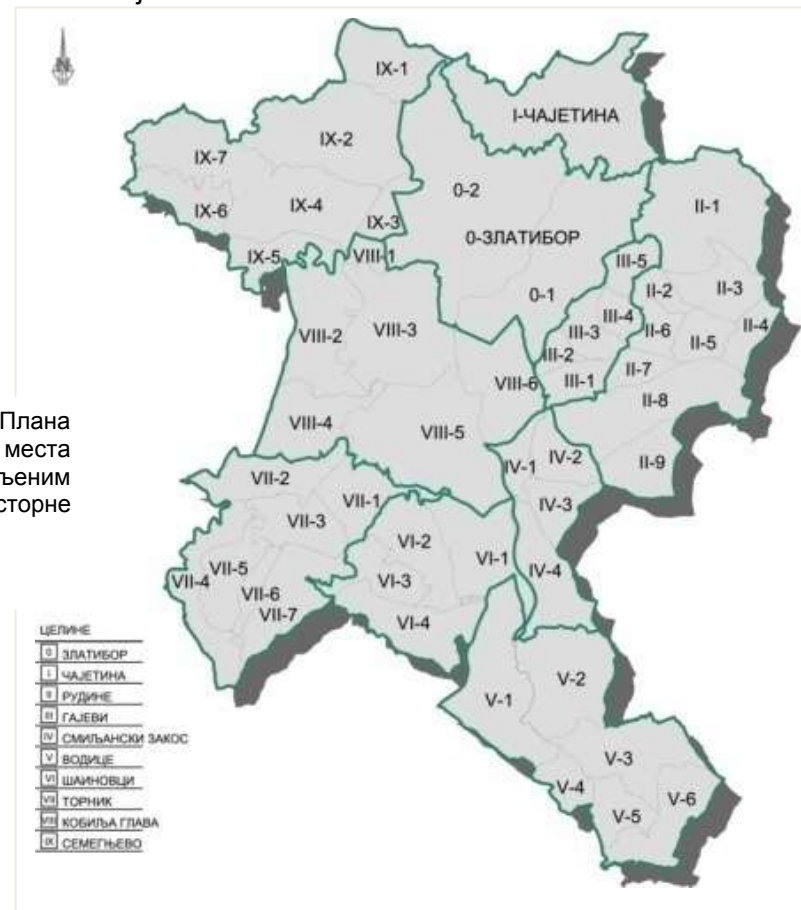 N
IX-1
I-ЧАЈЕТИНА
IX-2
IX-7
0-2
IX-6
IX-4
II-1
IX-3
0-ЗЛАТИБОР
IX-5
VIII-1
III-5
0-1
II-2
II-3
III-4
VIII-2
VIII-3
III-3
II-6
II-4
II-5
III-2
II-7
VIII-6
III-1
II-8
VIII-4
VIII-5
Плана
места
љеним
сторне
IV-1
IV-2
II-9
VII-2
VII-1
IV-3
VII-3
VI-2
VI-1
VII-5
IV-4
VII-4
VI-3
VII-6
VII-7
VI-4
V-2
V-1
V-3
V-4
V-6
V-5
ЦЕЛИНЕ
0 ЗЛАТИБОР
I ЧАЈЕТИНА
II РУДИНЕ
III ГАЈЕВИ
IV СМИЉАНСКИ ЗАКОС
V ВОДИЦЕ
VI ШАИНОВЦИ
VII ТОРНИК
VIII КОБИЉА ГЛАВА
IX СЕМЕГЊЕВО